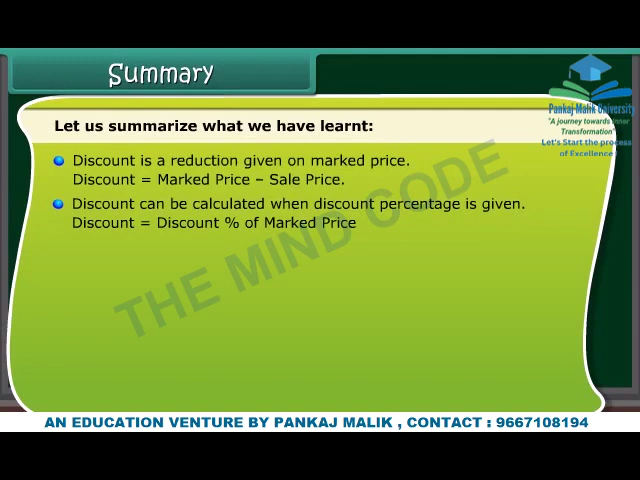 Summary
Pankaj Malik University
"A journey towards Inner
Transformation"
Let's Start the process
of Excellence!
Let us summarize what we have learnt:
Discount is a reduction given on marked price.
Discount = Marked Price – Sale Price.
Discount can be calculated when discount percentage is given.
Discount = Discount % of Marked Price
THE MIND CODE
AN EDUCATION VENTURE BY PANKAJ MALIK , CONTACT : 9667108194